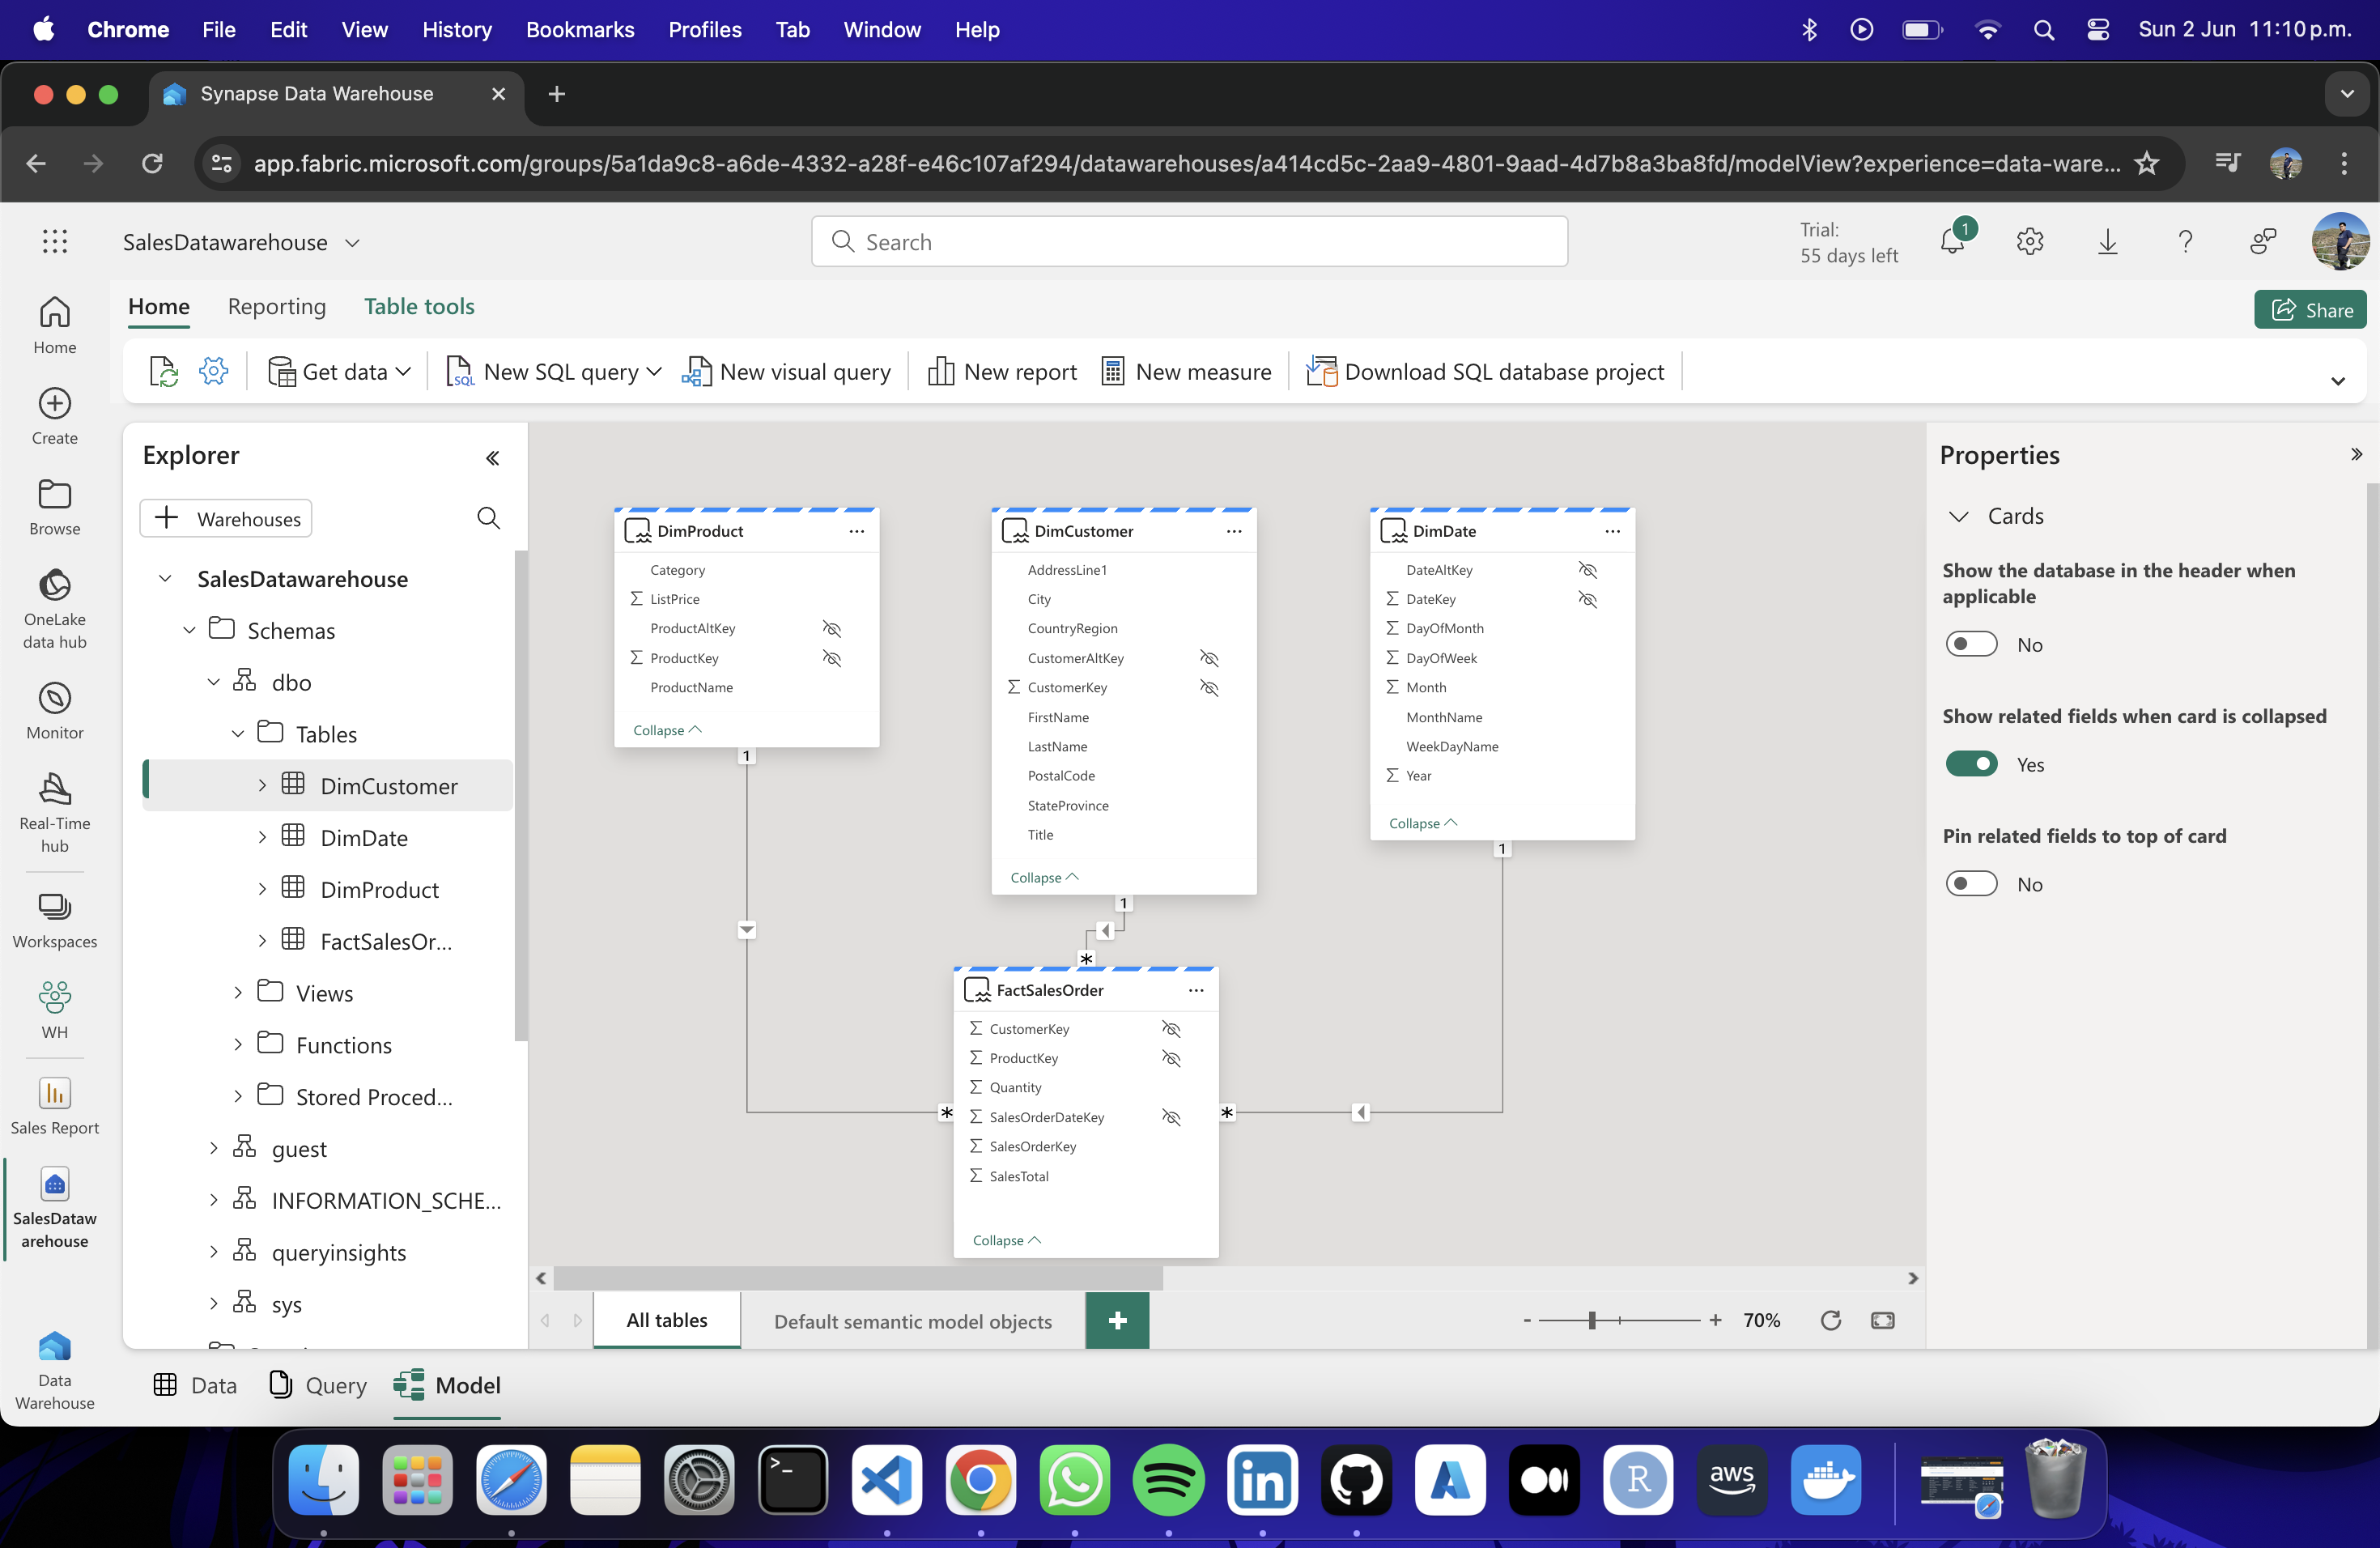 Chrome File Edit View History Bookmarks Profiles Tab Window Help Sun 2 Jun 11:10 p.m.
Synapse Data Warehouse
app.fabric.microsoft.com/groups/5a1da9c8-a6de-4332-a28f-e46c107af294/datawarehouses/a414cd5c-2aa9-4801-9aad-4d7b8a3ba8fd/modelView?experience=data-ware...
SalesDatawarehouse
Search
Trial:
55 days left
1
Home Reporting Table tools
Share
Get data New SQL query New visual query New report New measure Download SQL database project
Home
Create
Browse
OneLake
data hub
Monitor
Real-Time
hub
Workspaces
WH
Sales Report
SalesDataw
arehouse
Data
Warehouse
Explorer
+ Warehouses
SalesDatawarehouse
Schemas
dbo
Tables
DimCustomer
DimDate
DimProduct
FactSalesOr...
Views
Functions
Stored Proced...
guest
INFORMATION_SCHE...
queryinsights
sys
DimProduct ...
Category
Σ ListPrice
ProductAltKey
Σ ProductKey
ProductName
Collapse
1
DimCustomer ...
AddressLine1
City
CountryRegion
CustomerAltKey
Σ CustomerKey
FirstName
LastName
PostalCode
StateProvince
Title
Collapse
1
*
DimDate ...
DateAltKey
Σ DateKey
Σ DayOfMonth
Σ DayOfWeek
Σ Month
MonthName
WeekDayName
Σ Year
Collapse
1
FactSalesOrder ...
Σ CustomerKey
Σ ProductKey
Σ Quantity
* Σ SalesOrderDateKey *
Σ SalesOrderKey
Σ SalesTotal
Collapse
All tables Default semantic model objects +
- + 70%
Properties
Cards
Show the database in the header when
applicable
No
Show related fields when card is collapsed
Yes
Pin related fields to top of card
No
Data Query Model
>_
in
R
aws